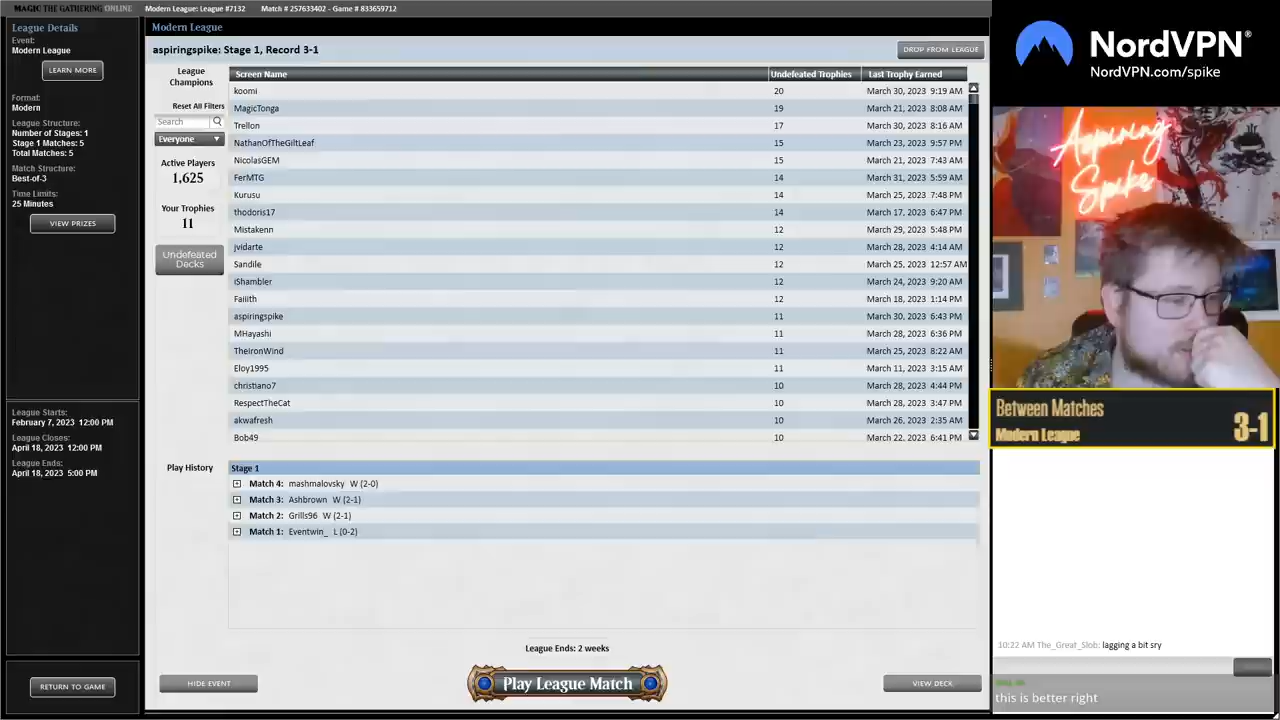 MAGIC THE GATHERING ONLINE
Modern League: League #7132
Match # 257633402 - Game # 833659712
League Details
Event:
Modern League
LEARN MORE
Format:
Modern
League Structure:
Number of Stages: 1
Stage 1 Matches: 5
Total Matches: 5
Match Structure:
Best-of-3
Time Limits:
25 Minutes
VIEW PRIZES
League Starts:
February 7, 2023 12:00 PM
League Closes:
April 18, 2023 12:00 PM
League Ends:
April 18, 2023 5:00 PM
RETURN TO GAME
Modern League
aspiringspike: Stage 1, Record 3-1
DROP FROM LEAGUE
League
Champions
Reset All Filters
Search
Everyone
Active Players
1,625
Your Trophies
11
Undefeated
Decks
Screen Name Undefeated Trophies Last Trophy Earned
koomi 20 March 30, 2023 9:19 AM
MagicTonga 19 March 21, 2023 8:08 AM
Trellon 17 March 30, 2023 8:16 AM
NathanOfTheGiltLeaf 15 March 23, 2023 9:57 PM
NicolasGEM 15 March 21, 2023 7:43 AM
FerMTG 14 March 31, 2023 5:59 AM
Kurusu 14 March 25, 2023 7:48 PM
thodoris17 14 March 17, 2023 6:47 PM
Mistakenn 12 March 29, 2023 5:48 PM
jvidarte 12 March 28, 2023 4:14 AM
Sandile 12 March 25, 2023 12:57 AM
iShambler 12 March 24, 2023 9:20 AM
Faiiith 12 March 18, 2023 1:14 PM
aspiringspike 11 March 30, 2023 6:43 PM
MHayashi 11 March 28, 2023 6:36 PM
TheIronWind 11 March 25, 2023 8:22 AM
Eloy1995 11 March 11, 2023 3:15 AM
christiano7 10 March 28, 2023 4:44 PM
RespectTheCat 10 March 28, 2023 3:47 PM
akwafresh 10 March 26, 2023 2:35 AM
Bob49 10 March 22, 2023 6:41 PM
Play History
Stage 1
Match 4: mashmalovsky W (2-0)
Match 3: Ashbrown W (2-1)
Match 2: Grills96 W (2-1)
Match 1: Eventwin_ L (0-2)
League Ends: 2 weeks
HIDE EVENT
Play League Match
VIEW DECK
NordVPN®
NordVPN.com/spike
Aspiring
Spike
Between Matches
Modern League
3-1
10:22 AM The_Great_Slob: lagging a bit sry
this is better right